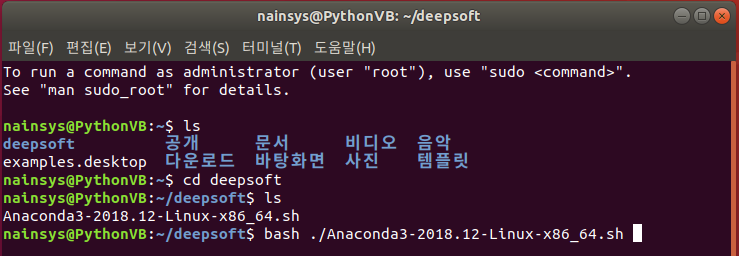 nainsys@PythonVB: ~/deepsoft
파일(F) 편집(E) 보기(V) 검색(S) 터미널(T) 도움말(H)
To run a command as administrator (user "root"), use "sudo <command>".
See "man sudo_root" for details.
nainsys@PythonVB:~$ ls
deepsoft 공개 문서 비디오 음악
examples.desktop 다운로드 바탕화면 사진 템플릿
nainsys@PythonVB:~$ cd deepsoft
nainsys@PythonVB:~/deepsoft$ ls
Anaconda3-2018.12-Linux-x86_64.sh
nainsys@PythonVB:~/deepsoft$ bash ./Anaconda3-2018.12-Linux-x86_64.sh